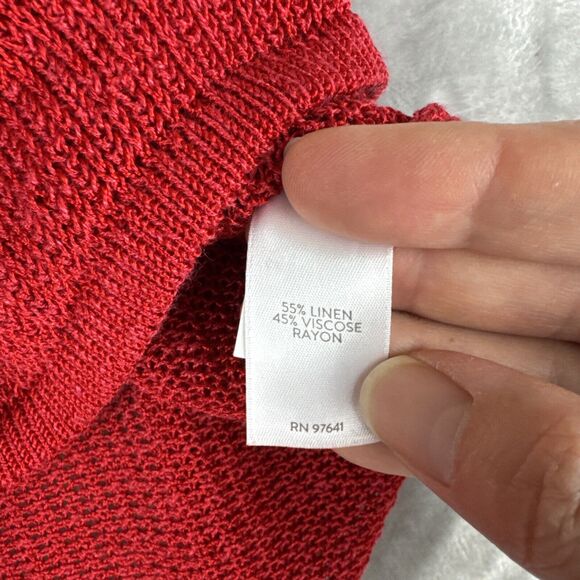 55% LINEN
45% VISCOSE
RAYON
RN 97641